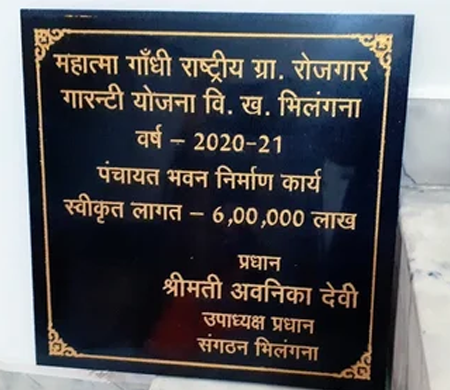 महात्मा गाँधी राष्ट्रीय ग्रा. रोजगार
गारन्टी योजना वि. ख. भिलंगना
वर्ष – 2020-21
पंचायत भवन निर्माण कार्य
स्वीकृत लागत – 6,00,000 लाख
प्रधान
श्रीमती अवनिका देवी
उपाध्यक्ष प्रधान
संगठन भिलंगना